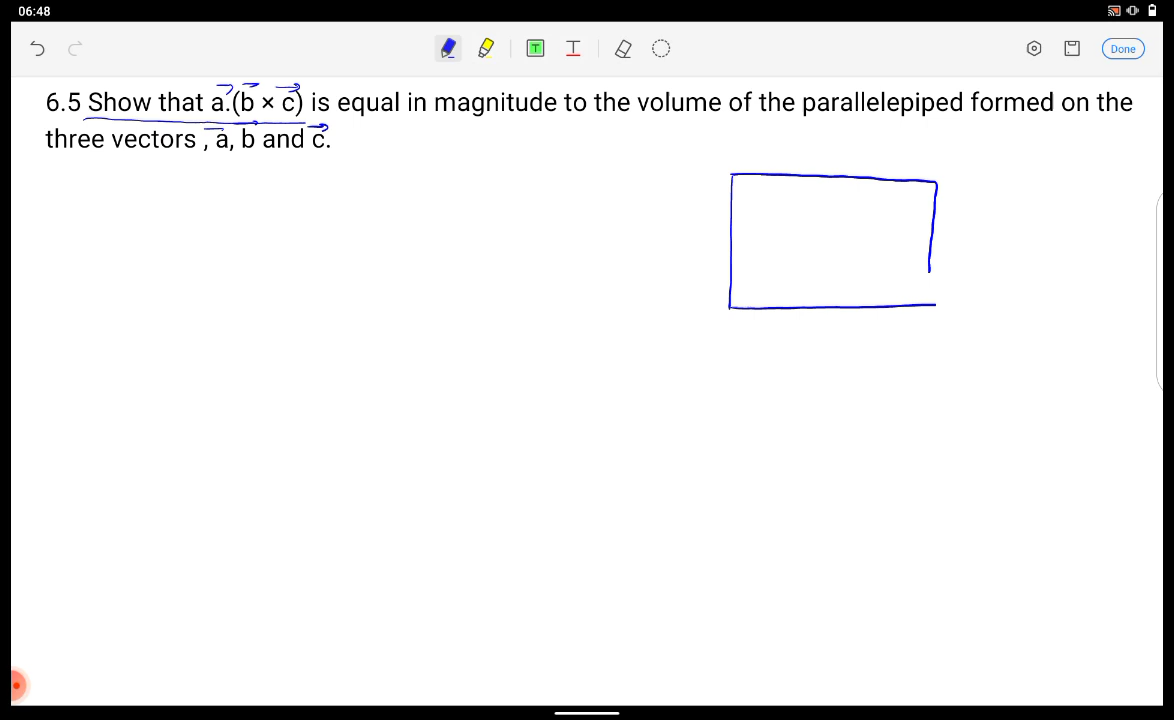 06:48
T T Done
6.5 Show that a.(b × c) is equal in magnitude to the volume of the parallelepiped formed on the
three vectors , a, b and c.